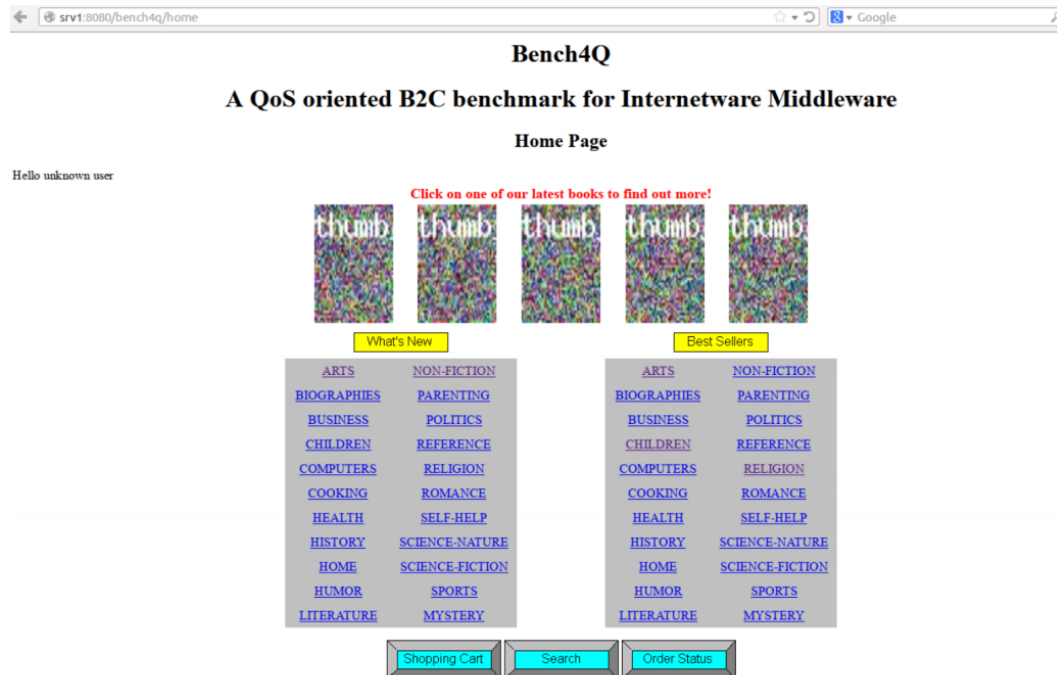 srv1:8080/bench4q/home
Google
Bench4Q
A QoS oriented B2C benchmark for Internetware Middleware
Home Page
Hello unknown user
Click on one of our latest books to find out more!
thumb thumb thumb thumb thumb
What's New Best Sellers
ARTS NON-FICTION ARTS NON-FICTION
BIOGRAPHIES PARENTING BIOGRAPHIES PARENTING
BUSINESS POLITICS BUSINESS POLITICS
CHILDREN REFERENCE CHILDREN REFERENCE
COMPUTERS RELIGION COMPUTERS RELIGION
COOKING ROMANCE COOKING ROMANCE
HEALTH SELF-HELP HEALTH SELF-HELP
HISTORY SCIENCE-NATURE HISTORY SCIENCE-NATURE
HOME SCIENCE-FICTION HOME SCIENCE-FICTION
HUMOR SPORTS HUMOR SPORTS
LITERATURE MYSTERY LITERATURE MYSTERY
Shopping Cart Search Order Status